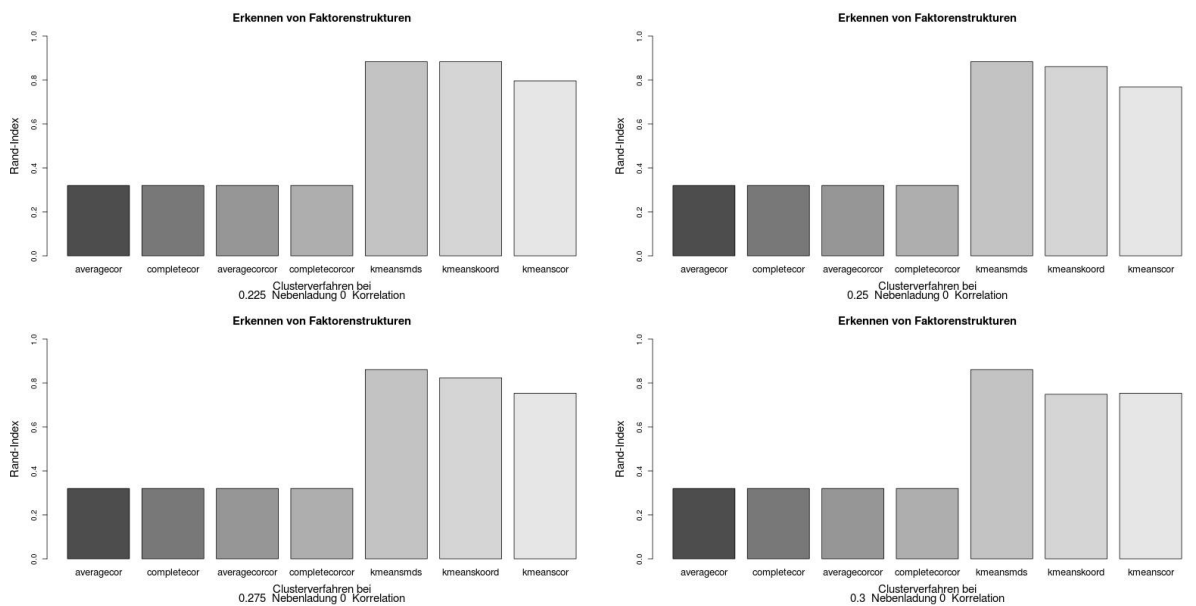 Erkennen von Faktorenstrukturen
Rand-Index
1.0
0.8
0.6
0.4
0.2
0.0
averagecor completecor averagecorcor completecorcor kmeansmds kmeanskoord kmeanscor
Clusterverfahren bei
0.225 Nebenladung 0 Korrelation
Erkennen von Faktorenstrukturen
Rand-Index
1.0
0.8
0.6
0.4
0.2
0.0
averagecor completecor averagecorcor completecorcor kmeansmds kmeanskoord kmeanscor
Clusterverfahren bei
0.25 Nebenladung 0 Korrelation
Erkennen von Faktorenstrukturen
Rand-Index
1.0
0.8
0.6
0.4
0.2
0.0
averagecor completecor averagecorcor completecorcor kmeansmds kmeanskoord kmeanscor
Clusterverfahren bei
0.275 Nebenladung 0 Korrelation
Erkennen von Faktorenstrukturen
Rand-Index
1.0
0.8
0.6
0.4
0.2
0.0
averagecor completecor averagecorcor completecorcor kmeansmds kmeanskoord kmeanscor
Clusterverfahren bei
0.3 Nebenladung 0 Korrelation